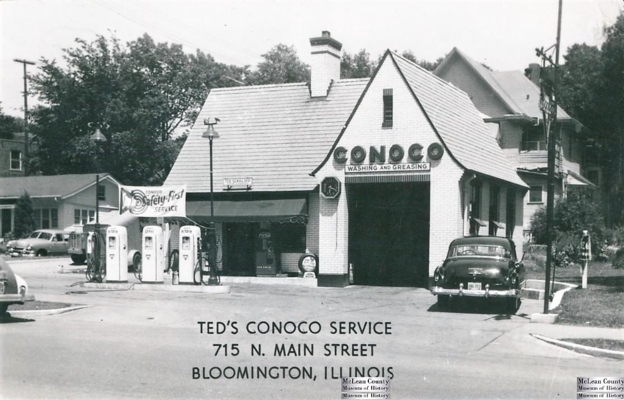 CONOCO
WASHING AND GREASING
Safety-First
SERVICE
TED'S CONOCO SERVICE
715 N. MAIN STREET
BLOOMINGTON, ILLINOIS
McLean County
Museum of History
McLean County
Museum of History